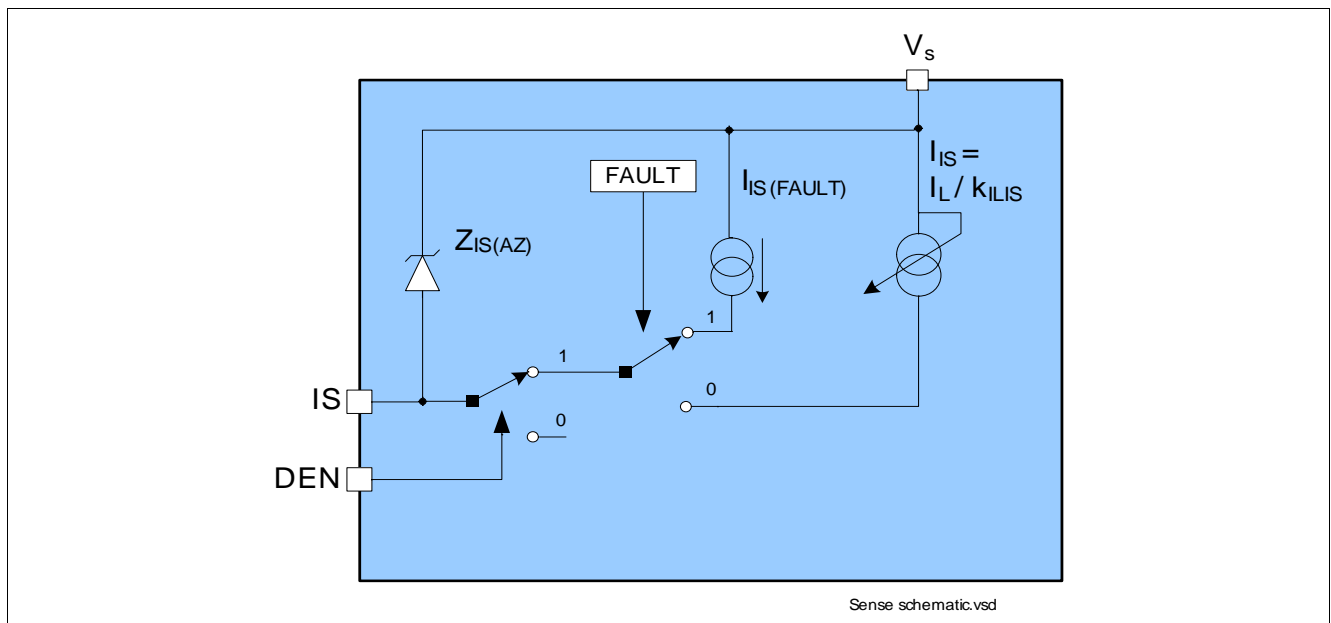 Vs
IIS =
IL / kILIS
FAULT
IIS(FAULT)
ZIS(AZ)
1
1
0
0
IS
DEN
Sense schematic.vsd